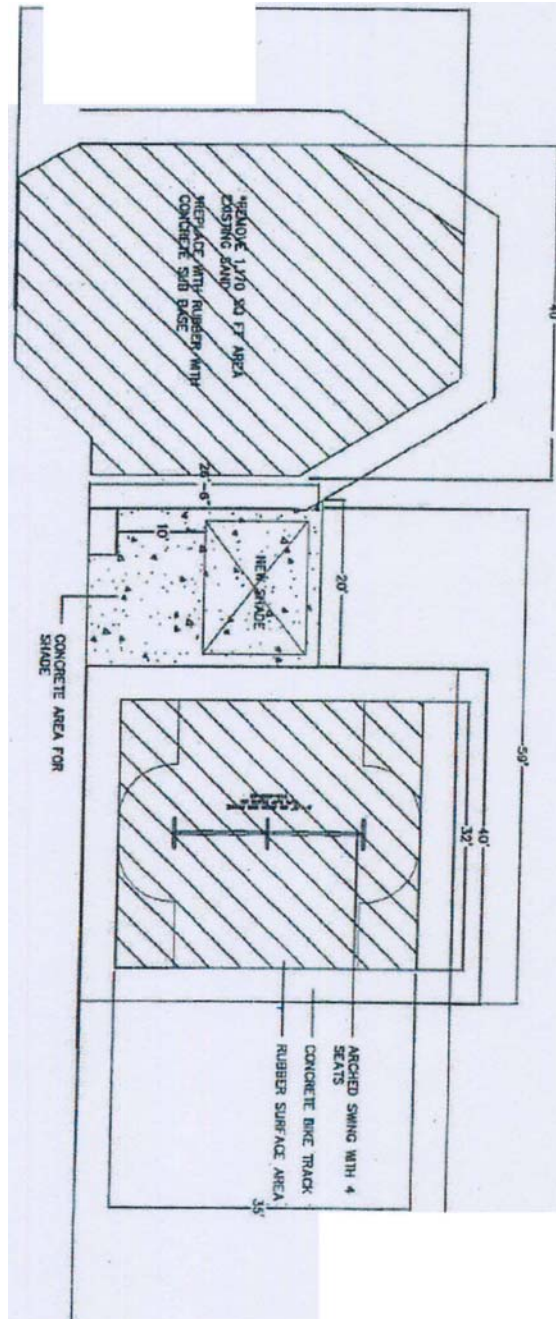 40'
*REMOVE 1,170 SQ FT AREA
EXISTING SAND
*REPLACE WITH RUBBER WITH
CONCRETE SUB BASE
26'-6"
10'
NEW SHADE
20'
CONCRETE AREA FOR
SHADE
59'
40'
32'
ARCHED SWING WITH 4
SEATS
CONCRETE BIKE TRACK
RUBBER SURFACE AREA
35'